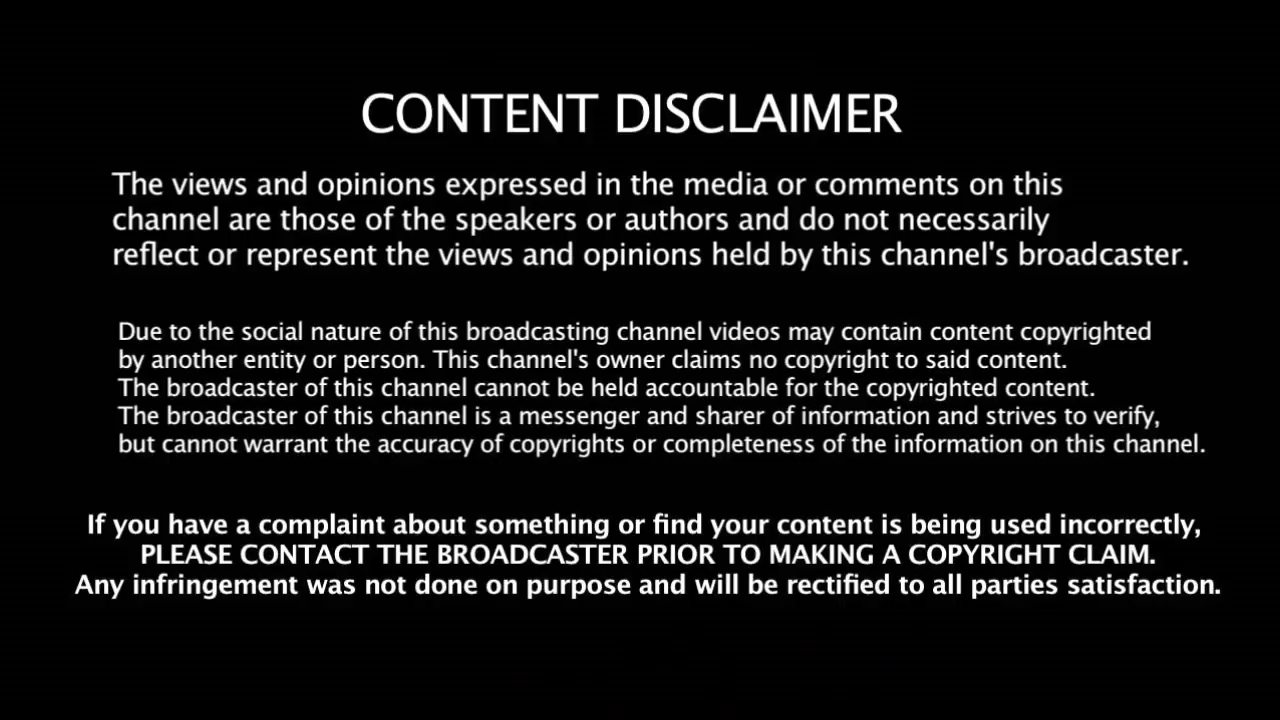 CONTENT DISCLAIMER
The views and opinions expressed in the media or comments on this
channel are those of the speakers or authors and do not necessarily
reflect or represent the views and opinions held by this channel's broadcaster.
Due to the social nature of this broadcasting channel videos may contain content copyrighted
by another entity or person. This channel's owner claims no copyright to said content.
The broadcaster of this channel cannot be held accountable for the copyrighted content.
The broadcaster of this channel is a messenger and sharer of information and strives to verify,
but cannot warrant the accuracy of copyrights or completeness of the information on this channel.
If you have a complaint about something or find your content is being used incorrectly,
PLEASE CONTACT THE BROADCASTER PRIOR TO MAKING A COPYRIGHT CLAIM.
Any infringement was not done on purpose and will be rectified to all parties satisfaction.